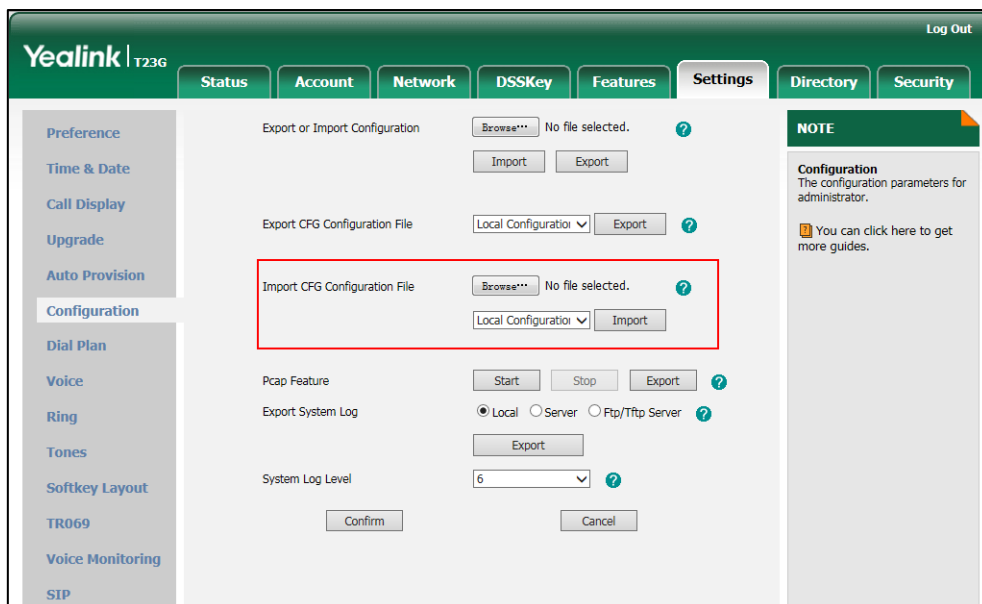 Log Out
Yealink | T23G
Status Account Network DSSKey Features Settings Directory Security
Preference
Time & Date
Call Display
Upgrade
Auto Provision
Configuration
Dial Plan
Voice
Ring
Tones
Softkey Layout
TR069
Voice Monitoring
SIP
Export or Import Configuration Browse... No file selected. ?
Import Export
Export CFG Configuration File Local Configuration Export ?
Import CFG Configuration File Browse... No file selected. ?
Local Configuration Import
Pcap Feature Start Stop Export ?
Export System Log Local Server Ftp/Tftp Server ?
Export
System Log Level 6 ?
Confirm Cancel
NOTE
Configuration
The configuration parameters for
administrator.
? You can click here to get
more guides.